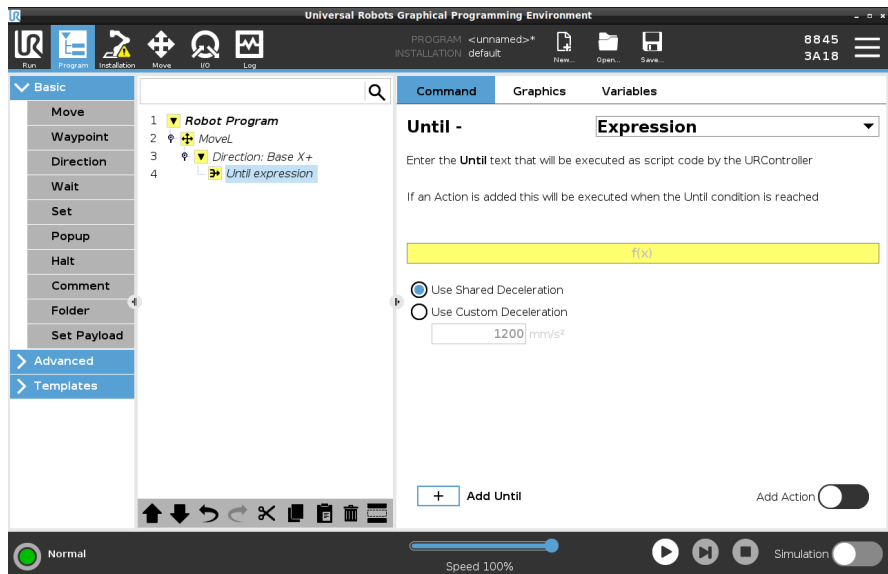 UR
Universal Robots Graphical Programming Environment
UR
Run
Program
Installation
Move
I/O
Log
PROGRAM <unnamed>*
INSTALLATION default
New...
Open...
Save...
8845
3A18
Basic
Move
Waypoint
Direction
Wait
Set
Popup
Halt
Comment
Folder
Set Payload
Advanced
Templates
1 Robot Program
2 MoveL
3 Direction: Base X+
4 Until expression
Command Graphics Variables
Until - Expression
Enter the Until text that will be executed as script code by the URController
If an Action is added this will be executed when the Until condition is reached
f(x)
Use Shared Deceleration
Use Custom Deceleration
1200 mm/s²
+ Add Until
Add Action
Normal
Speed 100%
Simulation